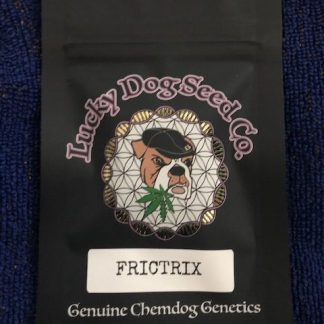 Lucky Dog Seed Co.
FRICTRIX
Genuine Chemdog Genetics